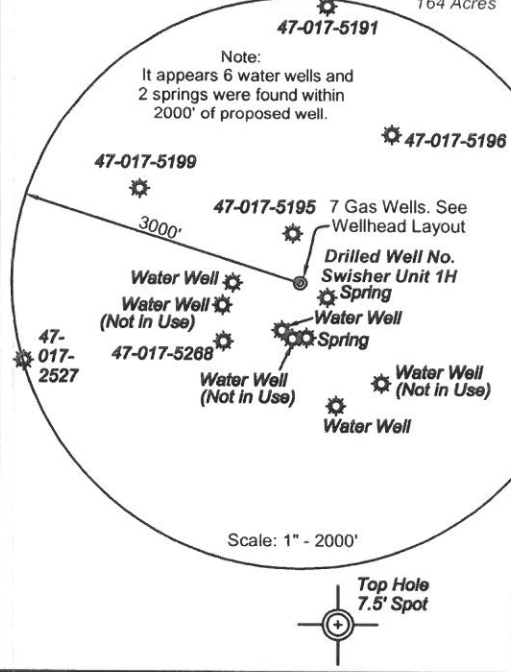 164 Acres
47-017-5191
Note:
It appears 6 water wells and
2 springs were found within
2000' of proposed well.
47-017-5196
47-017-5199
47-017-5195
7 Gas Wells. See
Wellhead Layout
3000'
Drilled Well No.
Swisher Unit 1H
Water Well
Spring
Water Well
(Not in Use)
Water Well
47-
017-
2527
47-017-5268
Spring
Water Well
(Not in Use)
Water Well
(Not in Use)
Water Well
Scale: 1" - 2000'
Top Hole
7.5' Spot